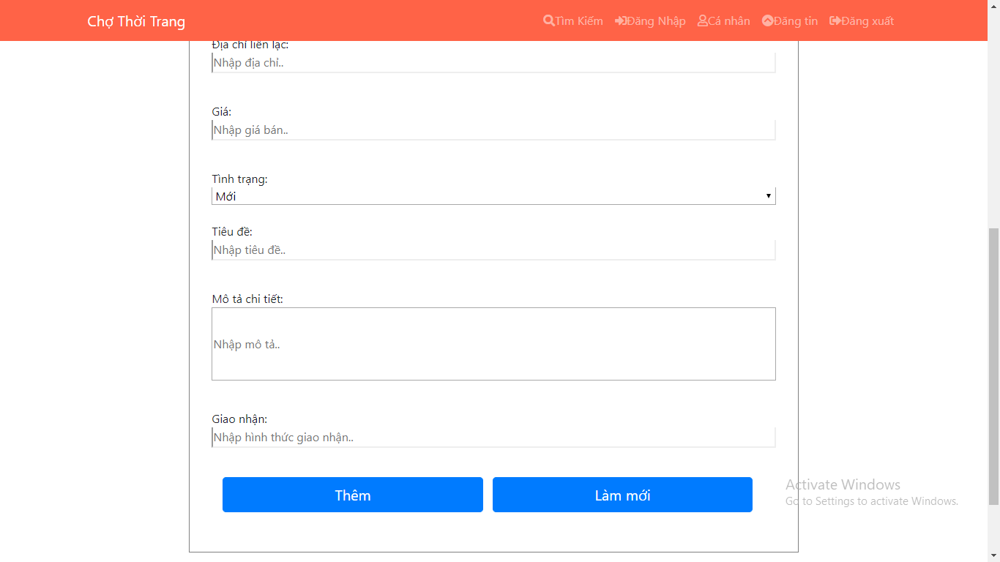 Chợ Thời Trang
Tìm Kiếm Đăng Nhập Cá nhân Đăng tin Đăng xuất
Địa chỉ liên lạc:
Nhập địa chỉ..
Giá:
Nhập giá bán..
Tình trạng:
Mới
Tiêu đề:
Nhập tiêu đề..
Mô tả chi tiết:
Nhập mô tả..
Giao nhận:
Nhập hình thức giao nhận..
Thêm Làm mới
Activate Windows
Go to Settings to activate Windows.